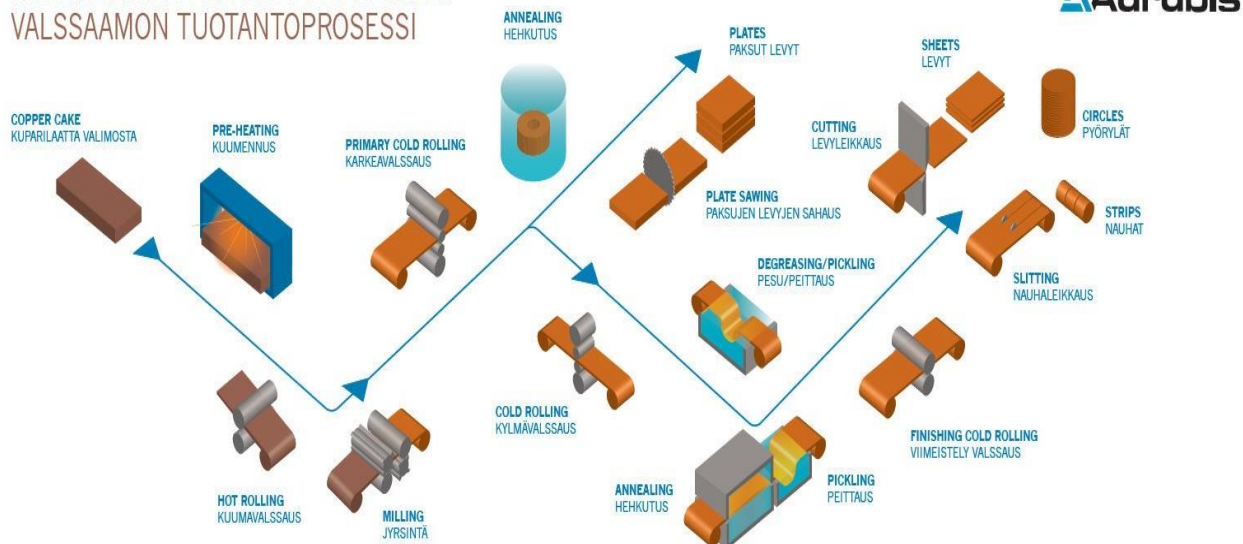 VALSSAAMON TUOTANTOPROSESSI
Aurubis
COPPER CAKE
KUPARILAATTA VALIMOSTA
PRE-HEATING
KUUMENNUS
PRIMARY COLD ROLLING
KARKEAVALSSAUS
ANNEALING
HEHKUTUS
PLATES
PAKSUT LEVYT
SHEETS
LEVYT
CIRCLES
PYÖRYLÄT
CUTTING
LEVYLEIKKAUS
PLATE SAWING
PAKSUJEN LEVYJEN SAHAUS
STRIPS
NAUHAT
SLITTING
NAUHALEIKKAUS
DEGREASING/PICKLING
PESU/PEITTAUS
COLD ROLLING
KYLMÄVALSSAUS
FINISHING COLD ROLLING
VIIMEISTELY VALSSAUS
HOT ROLLING
KUUMAVALSSAUS
MILLING
JYRSINTÄ
ANNEALING
HEHKUTUS
PICKLING
PEITTAUS